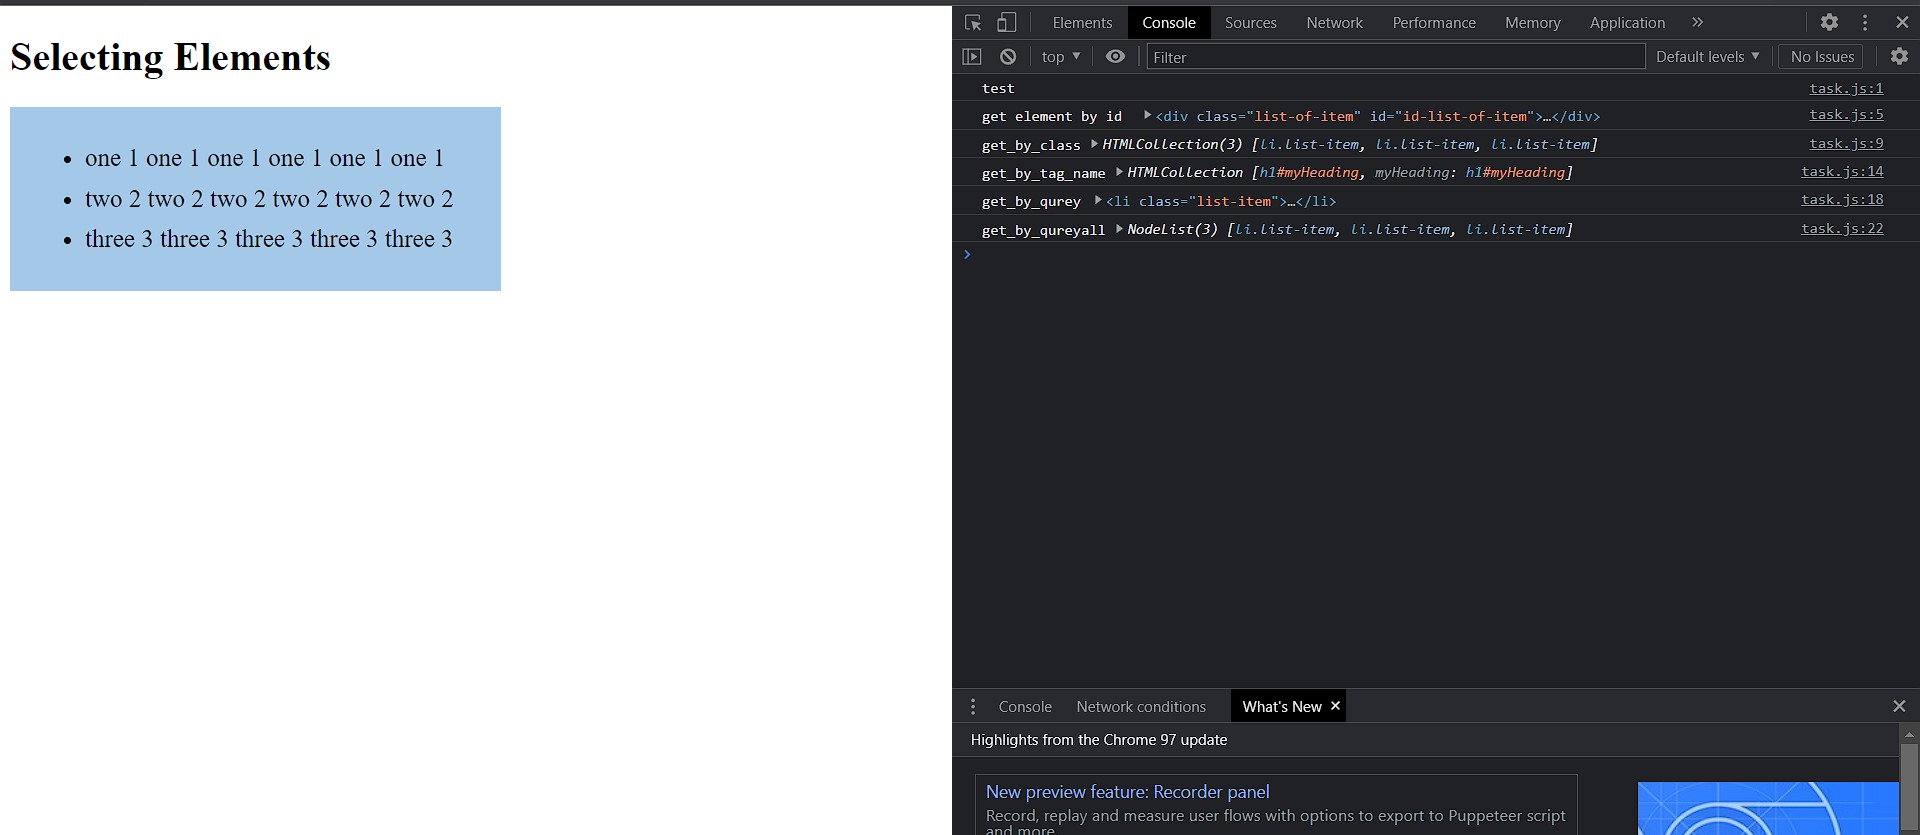 Selecting Elements
one 1 one 1 one 1 one 1 one 1 one 1
two 2 two 2 two 2 two 2 two 2 two 2
three 3 three 3 three 3 three 3 three 3
Elements Console Sources Network Performance Memory Application »
top ▼ Filter Default levels ▼ No Issues
test task.js:1
get element by id ▶<div class="list-of-item" id="id-list-of-item">…</div> task.js:5
get_by_class ▶HTMLCollection(3) [li.list-item, li.list-item, li.list-item] task.js:9
get_by_tag_name ▶HTMLCollection [h1#myHeading, myHeading: h1#myHeading] task.js:14
get_by_qurey ▶<li class="list-item">…</li> task.js:18
get_by_qureyall ▶NodeList(3) [li.list-item, li.list-item, li.list-item] task.js:22
Console Network conditions What's New ×
Highlights from the Chrome 97 update
New preview feature: Recorder panel
Record, replay and measure user flows with options to export to Puppeteer script
and more